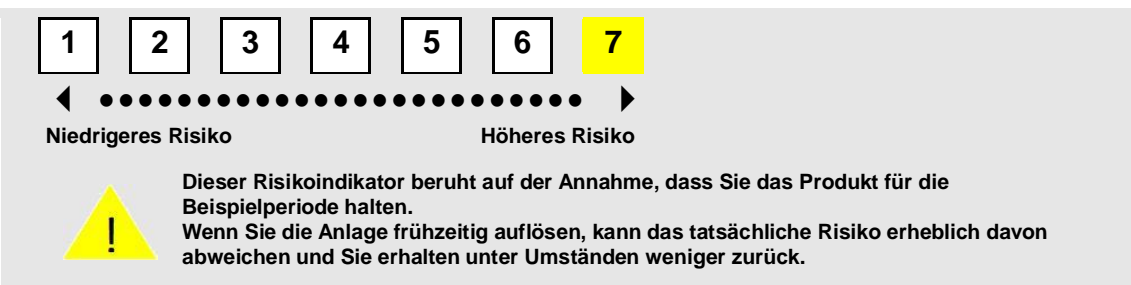 1 2 3 4 5 6 7
Niedrigeres Risiko Höheres Risiko
Dieser Risikoindikator beruht auf der Annahme, dass Sie das Produkt für die
Beispielperiode halten.
!
Wenn Sie die Anlage frühzeitig auflösen, kann das tatsächliche Risiko erheblich davon
abweichen und Sie erhalten unter Umständen weniger zurück.